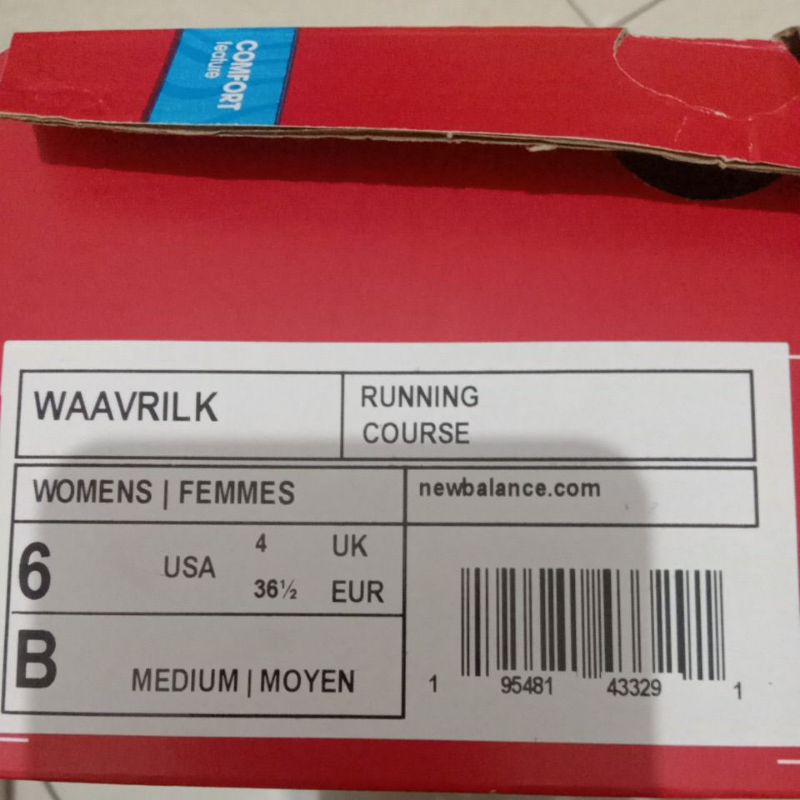 COMFORT
feature
WAAVRILK
RUNNING
COURSE
WOMENS | FEMMES
newbalance.com
6 USA 4 UK
36½ EUR
B MEDIUM | MOYEN
1 95481 43329 1